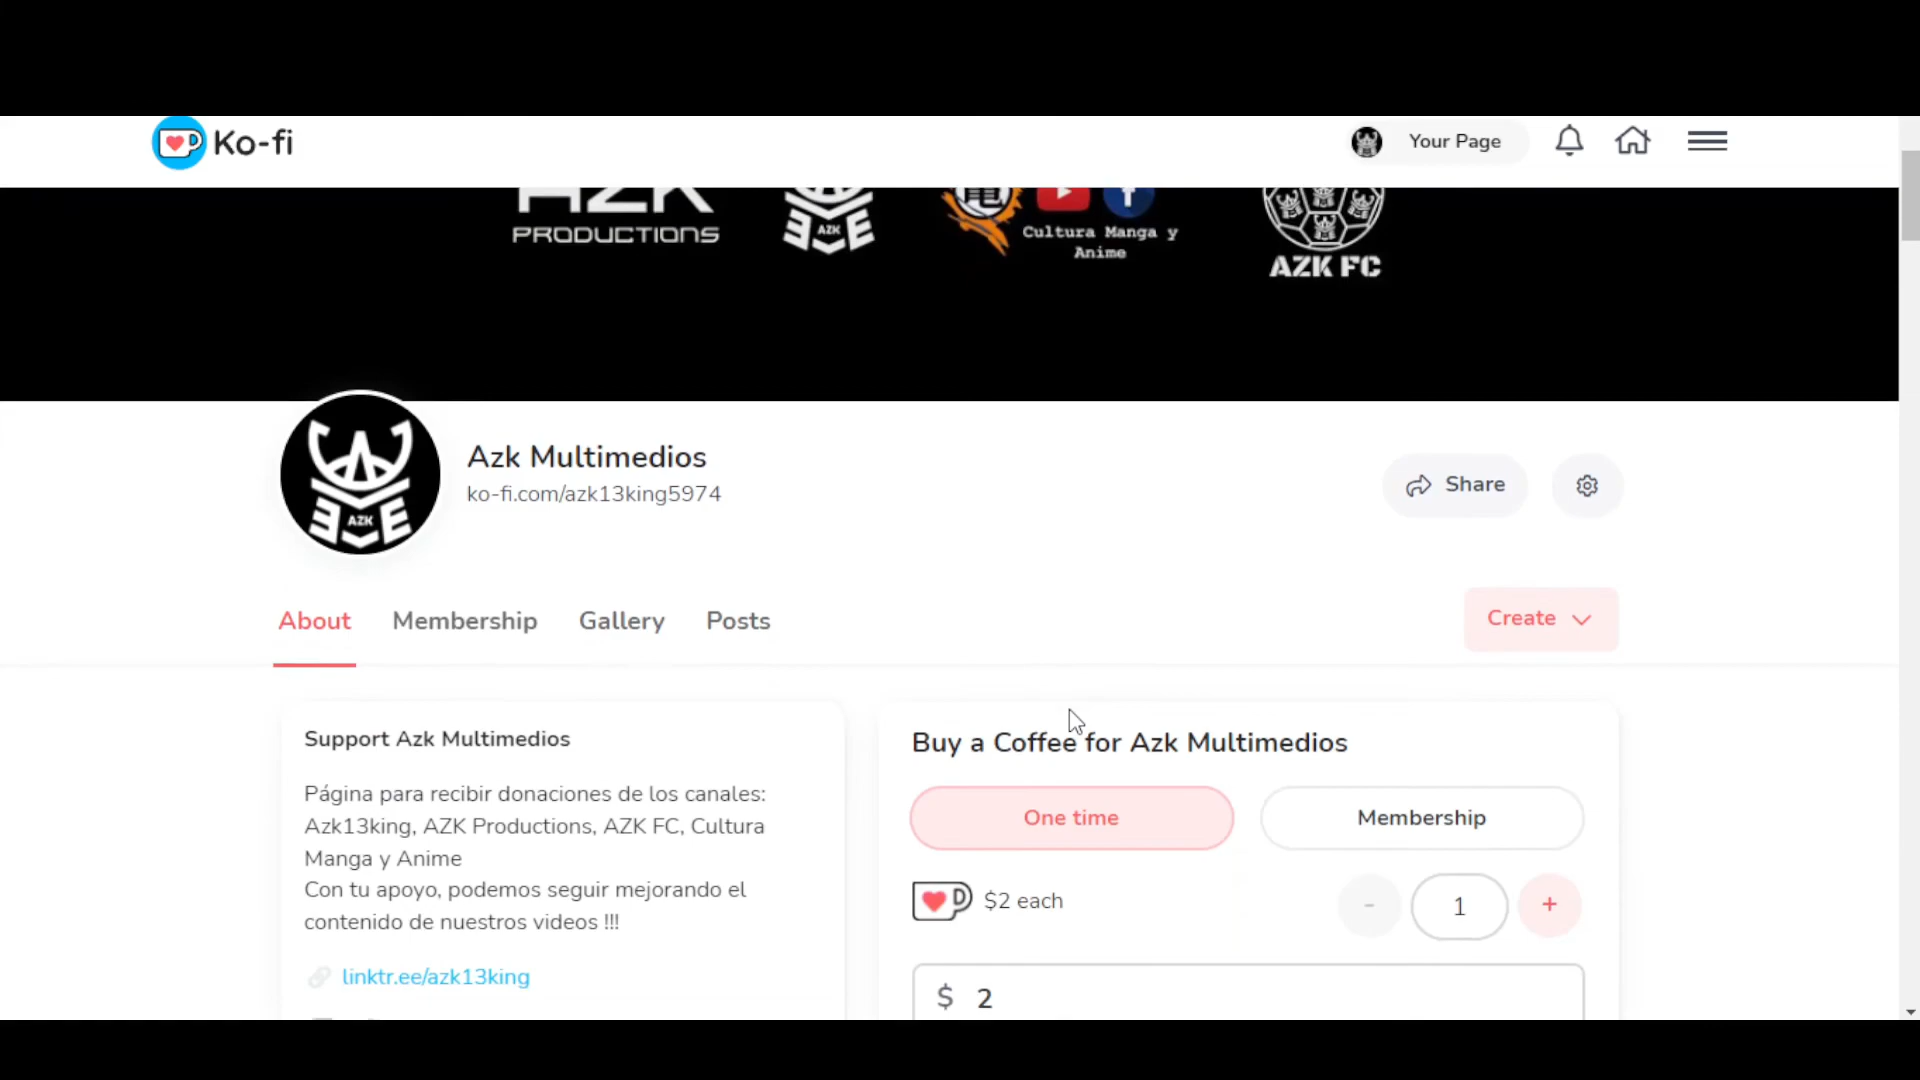 Ko-fi
Your Page
AZK
PRODUCTIONS
AZK
Cultura Manga y
Anime
AZK FC
AZK
Azk Multimedios
ko-fi.com/azk13king5974
Share
About Membership Gallery Posts
Create
Support Azk Multimedios
Página para recibir donaciones de los canales:
Azk13king, AZK Productions, AZK FC, Cultura
Manga y Anime
Con tu apoyo, podemos seguir mejorando el
contenido de nuestros videos !!!
linktr.ee/azk13king
Buy a Coffee for Azk Multimedios
One time Membership
$2 each - 1 +
$ 2